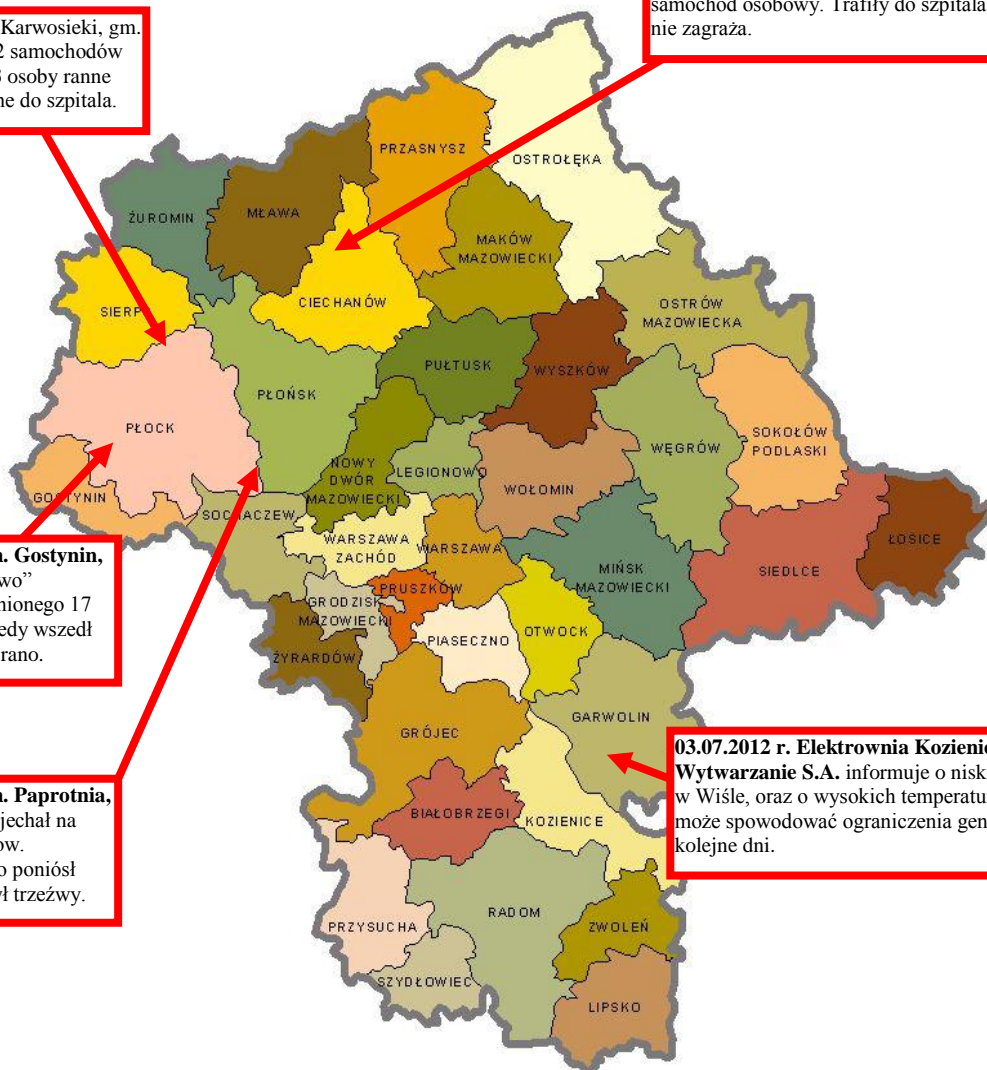 Karwosieki, gm.
2 samochodów
3 osoby ranne
ne do szpitala.
samochód osobowy. Trafiły do szpitala
nie zagraża.
PRZASNYSZ
OSTROŁĘKA
ŻUROMIN
MŁAWA
MAKÓW
MAZOWIECKI
CIECHANÓW
SIERP
OSTRÓW
MAZOWIECKA
PUŁTUSK
WYSZKÓW
PŁOŃSK
PŁOCK
SOKOŁÓW
PODLASKI
WĘGRÓW
NOWY
DWÓR
MAZOWIECKI
LEGIONOWO
WOŁOMIN
GOSTYNIN
SOCHACZEW
WARSZAWA
ZACHÓD
WARSZAWA
ŁOSICE
MIŃSK
MAZOWIECKI
SIEDLCE
PRUSZKÓW
GRODZISK
MAZOWIECKI
OTWOCK
PIASECZNO
ŻYRARDÓW
a. Gostynin,
wo”
nionego 17
edy wszedł
rano.
GARWOLIN
GRÓJEC
03.07.2012 r. Elektrownia Kozienic
Wytwarzanie S.A. informuje o niski
w Wiśle, oraz o wysokich temperatu
może spowodować ograniczenia gen
kolejne dni.
a. Paprotnia,
jechał na
ow.
o poniósł
ył trzeźwy.
BIAŁOBRZEGI
KOZIENICE
RADOM
PRZYSUCHA
ZWOLEŃ
SZYDŁOWIEC
LIPSKO